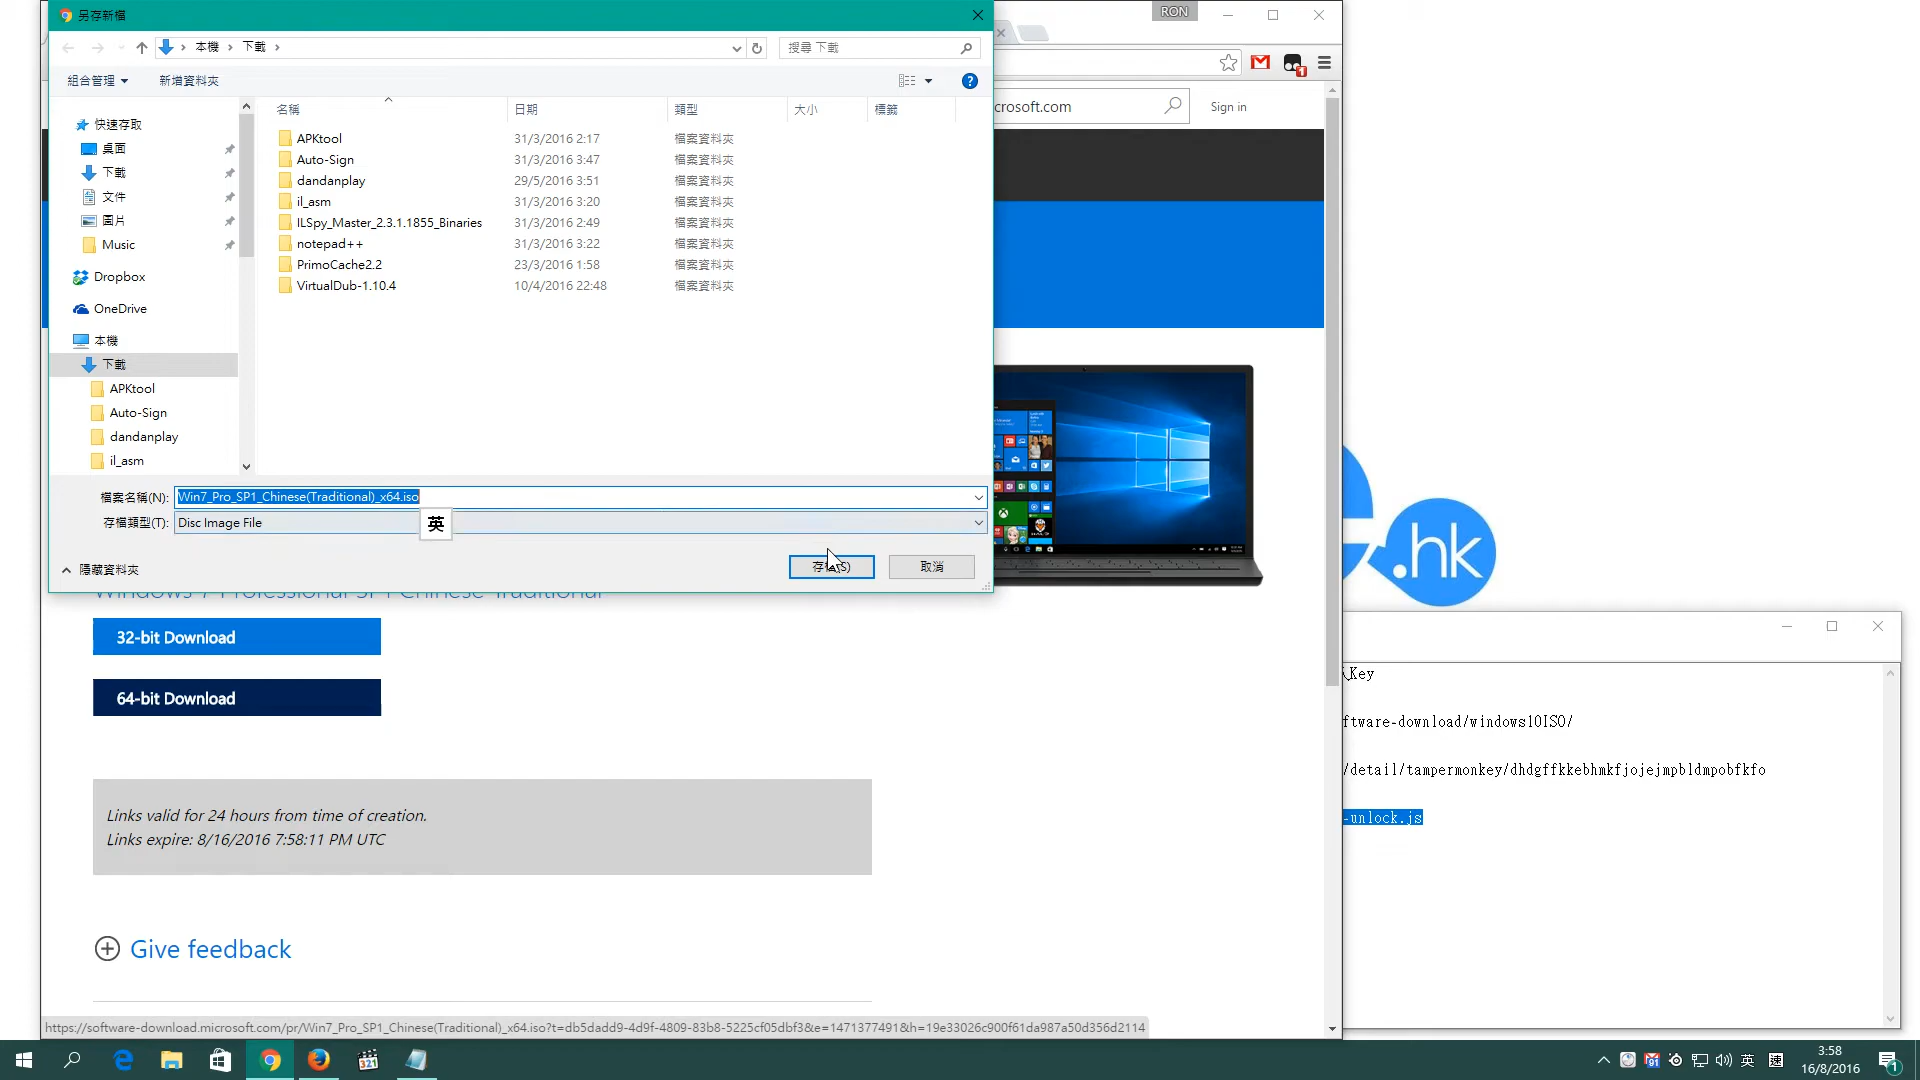 另存新檔
RON
本機 下載
搜尋 下載
組合管理 新增資料夾
crosoft.com Sign in
名稱 日期 類型 大小 標籤
快速存取
桌面
下載
文件
圖片
Music
Dropbox
OneDrive
本機
下載
APKtool
Auto-Sign
dandanplay
il_asm
APKtool 31/3/2016 2:17 檔案資料夾
Auto-Sign 31/3/2016 3:47 檔案資料夾
dandanplay 29/5/2016 3:51 檔案資料夾
il_asm 31/3/2016 3:20 檔案資料夾
ILSpy_Master_2.3.1.1855_Binaries 31/3/2016 2:49 檔案資料夾
notepad++ 31/3/2016 3:22 檔案資料夾
PrimoCache2.2 23/3/2016 1:58 檔案資料夾
VirtualDub-1.10.4 10/4/2016 22:48 檔案資料夾
檔案名稱(N): Win7_Pro_SP1_Chinese(Traditional)_x64.iso
存檔類型(T): Disc Image File
英
隱藏資料夾
存檔(S) 取消
.hk
Windows 7 Professional SP1 Chinese Traditional
32-bit Download
64-bit Download
Links valid for 24 hours from time of creation.
Links expire: 8/16/2016 7:58:11 PM UTC
Give feedback
Key
ftware-download/windows10ISO/
/detail/tampermonkey/dhdgffkkebhmkfjojejmpbldmpobfkfo
-unlock.js
https://software-download.microsoft.com/pr/Win7_Pro_SP1_Chinese(Traditional)_x64.iso?t=db5dadd9-4d9f-4809-83b8-5225cf05dbf3&e=1471377491&h=19e33026c900f61da987a50d356d2114
321
91
英
速
3:58
16/8/2016
1